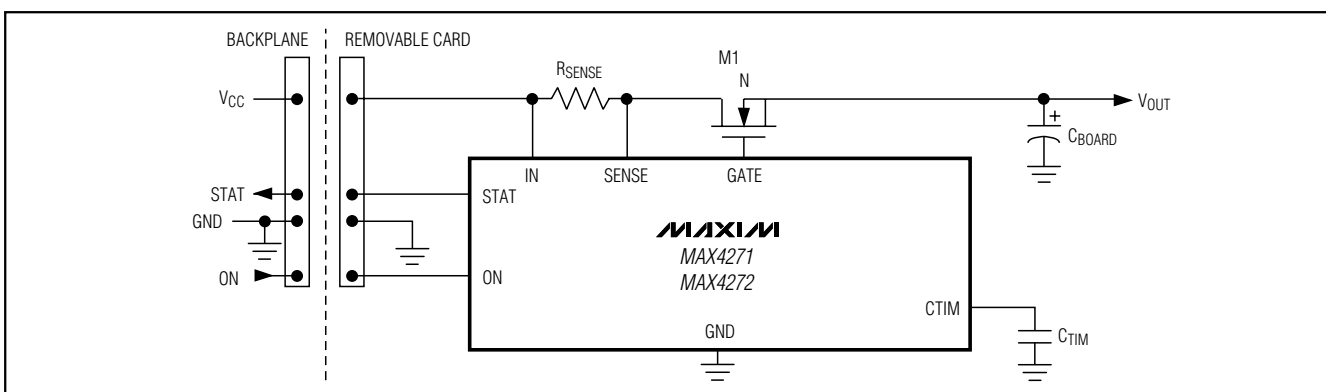 BACKPLANE
REMOVABLE CARD
VCC
RSENSE
M1
N
VOUT
+
CBOARD
IN
SENSE
GATE
STAT
STAT
GND
ON
ON
MAXIM
MAX4271
MAX4272
CTIM
GND
CTIM